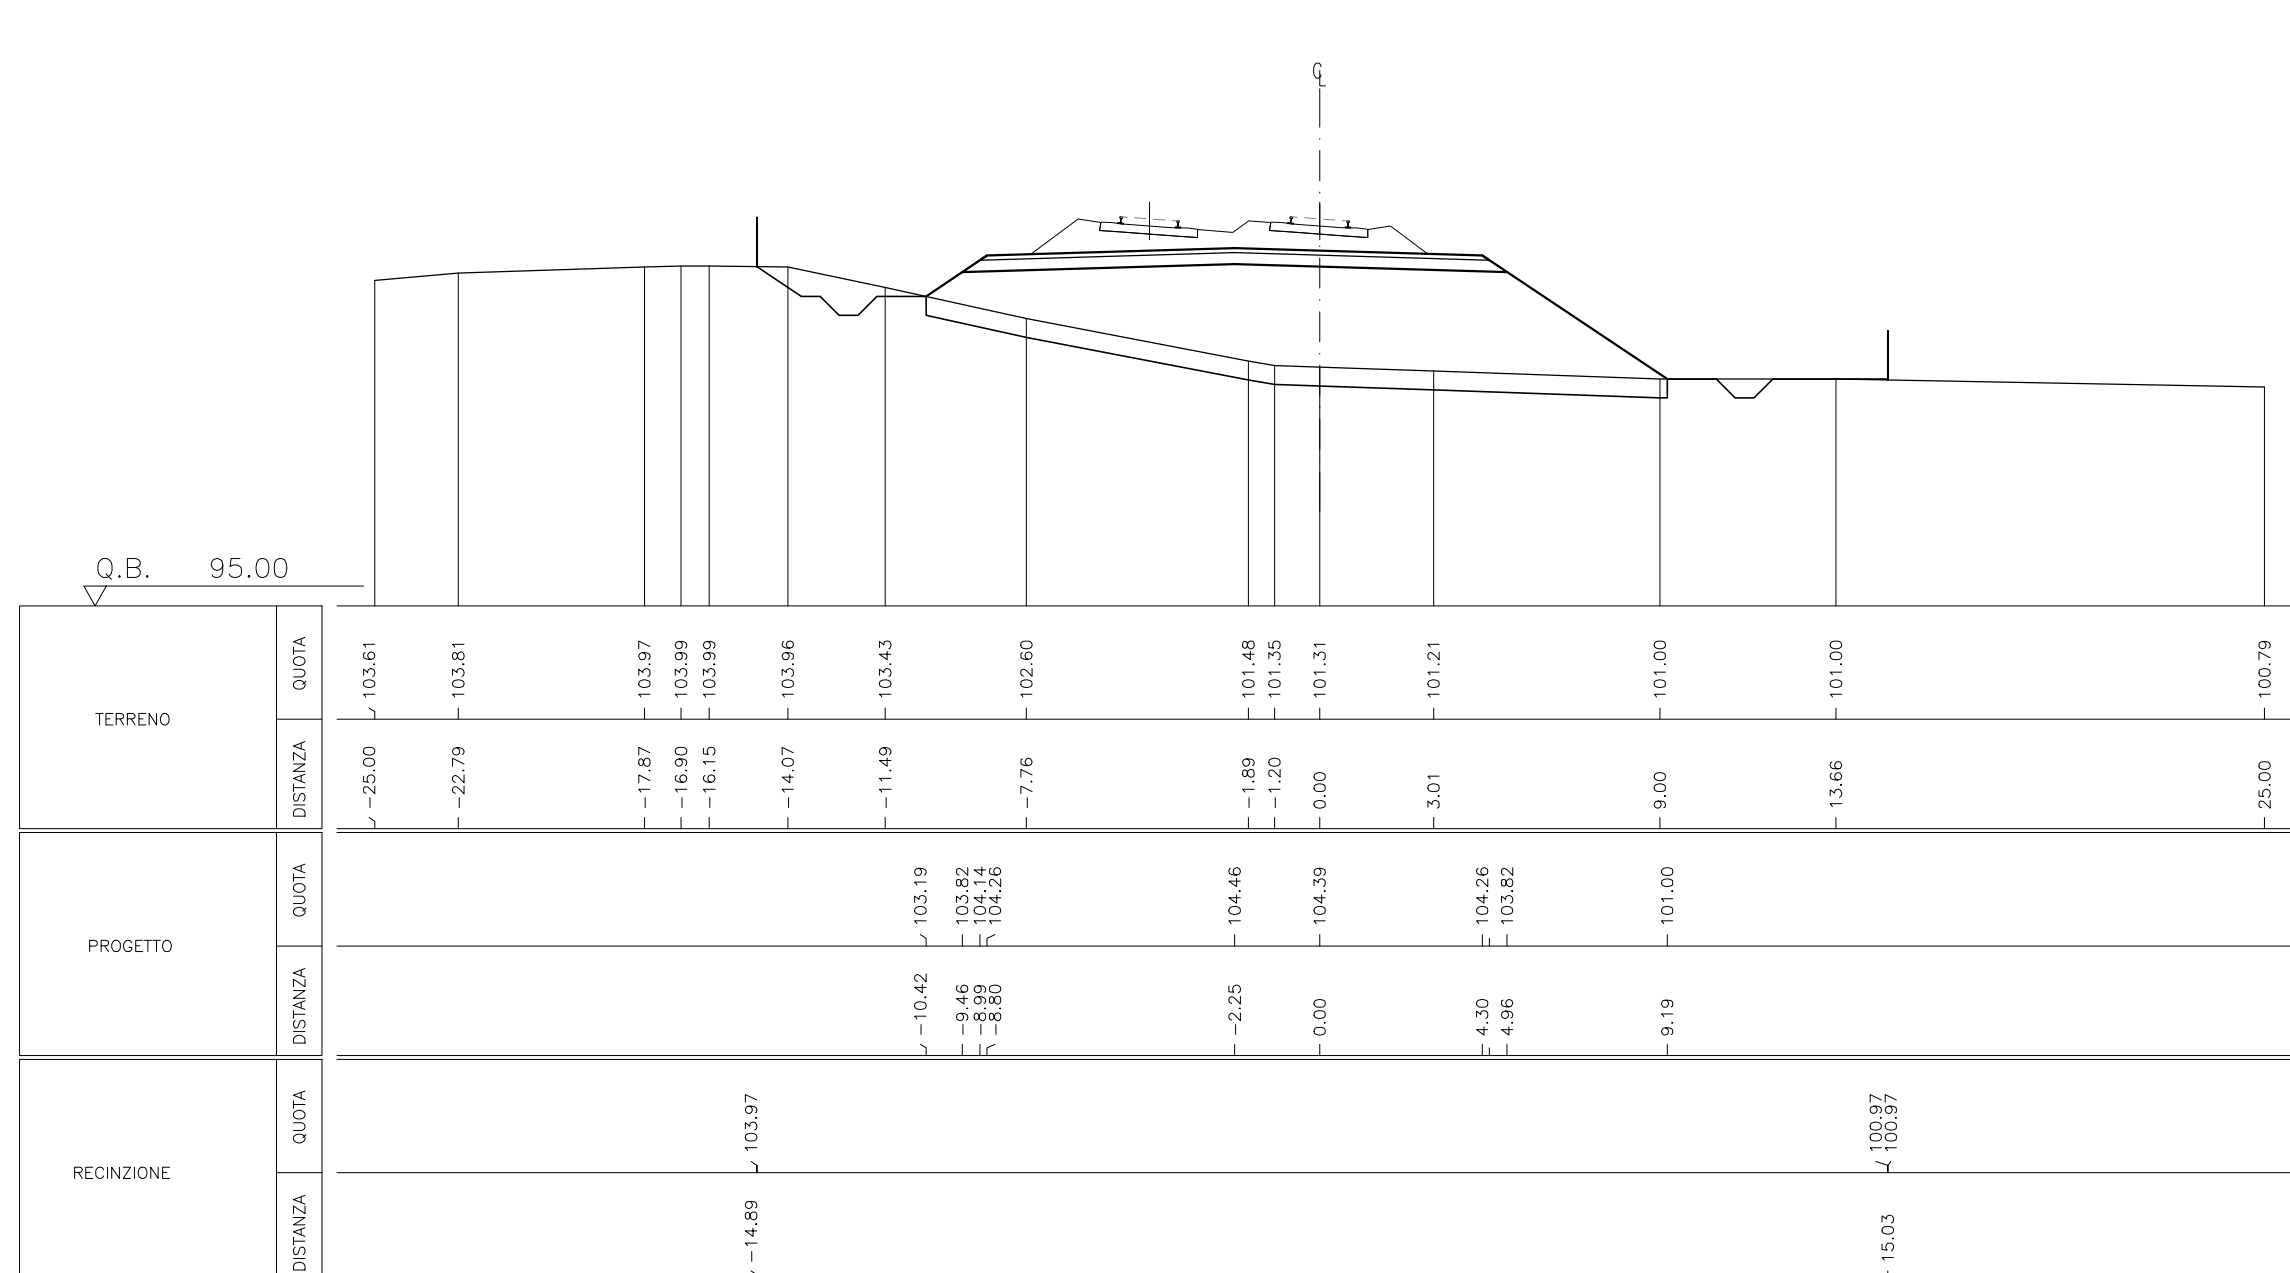 Q.B. 95.00
TERRENO
QUOTA
103.61 103.81 103.97 103.99 103.99 103.96 103.43 102.60 101.48 101.35 101.31 101.21 101.00 101.00 100.79
DISTANZA
-25.00 -22.79 -17.87 -16.90 -16.15 -14.07 -11.49 -7.76 -1.89 -1.20 0.00 3.01 9.00 13.66 25.00
PROGETTO
QUOTA
103.19 103.82 104.14 104.26 104.46 104.39 104.26 103.82 101.00
DISTANZA
-10.42 -9.46 -8.99 -8.80 -2.25 0.00 4.30 4.96 9.19
RECINZIONE
QUOTA
103.97 100.97 100.97
DISTANZA
-14.89 15.03